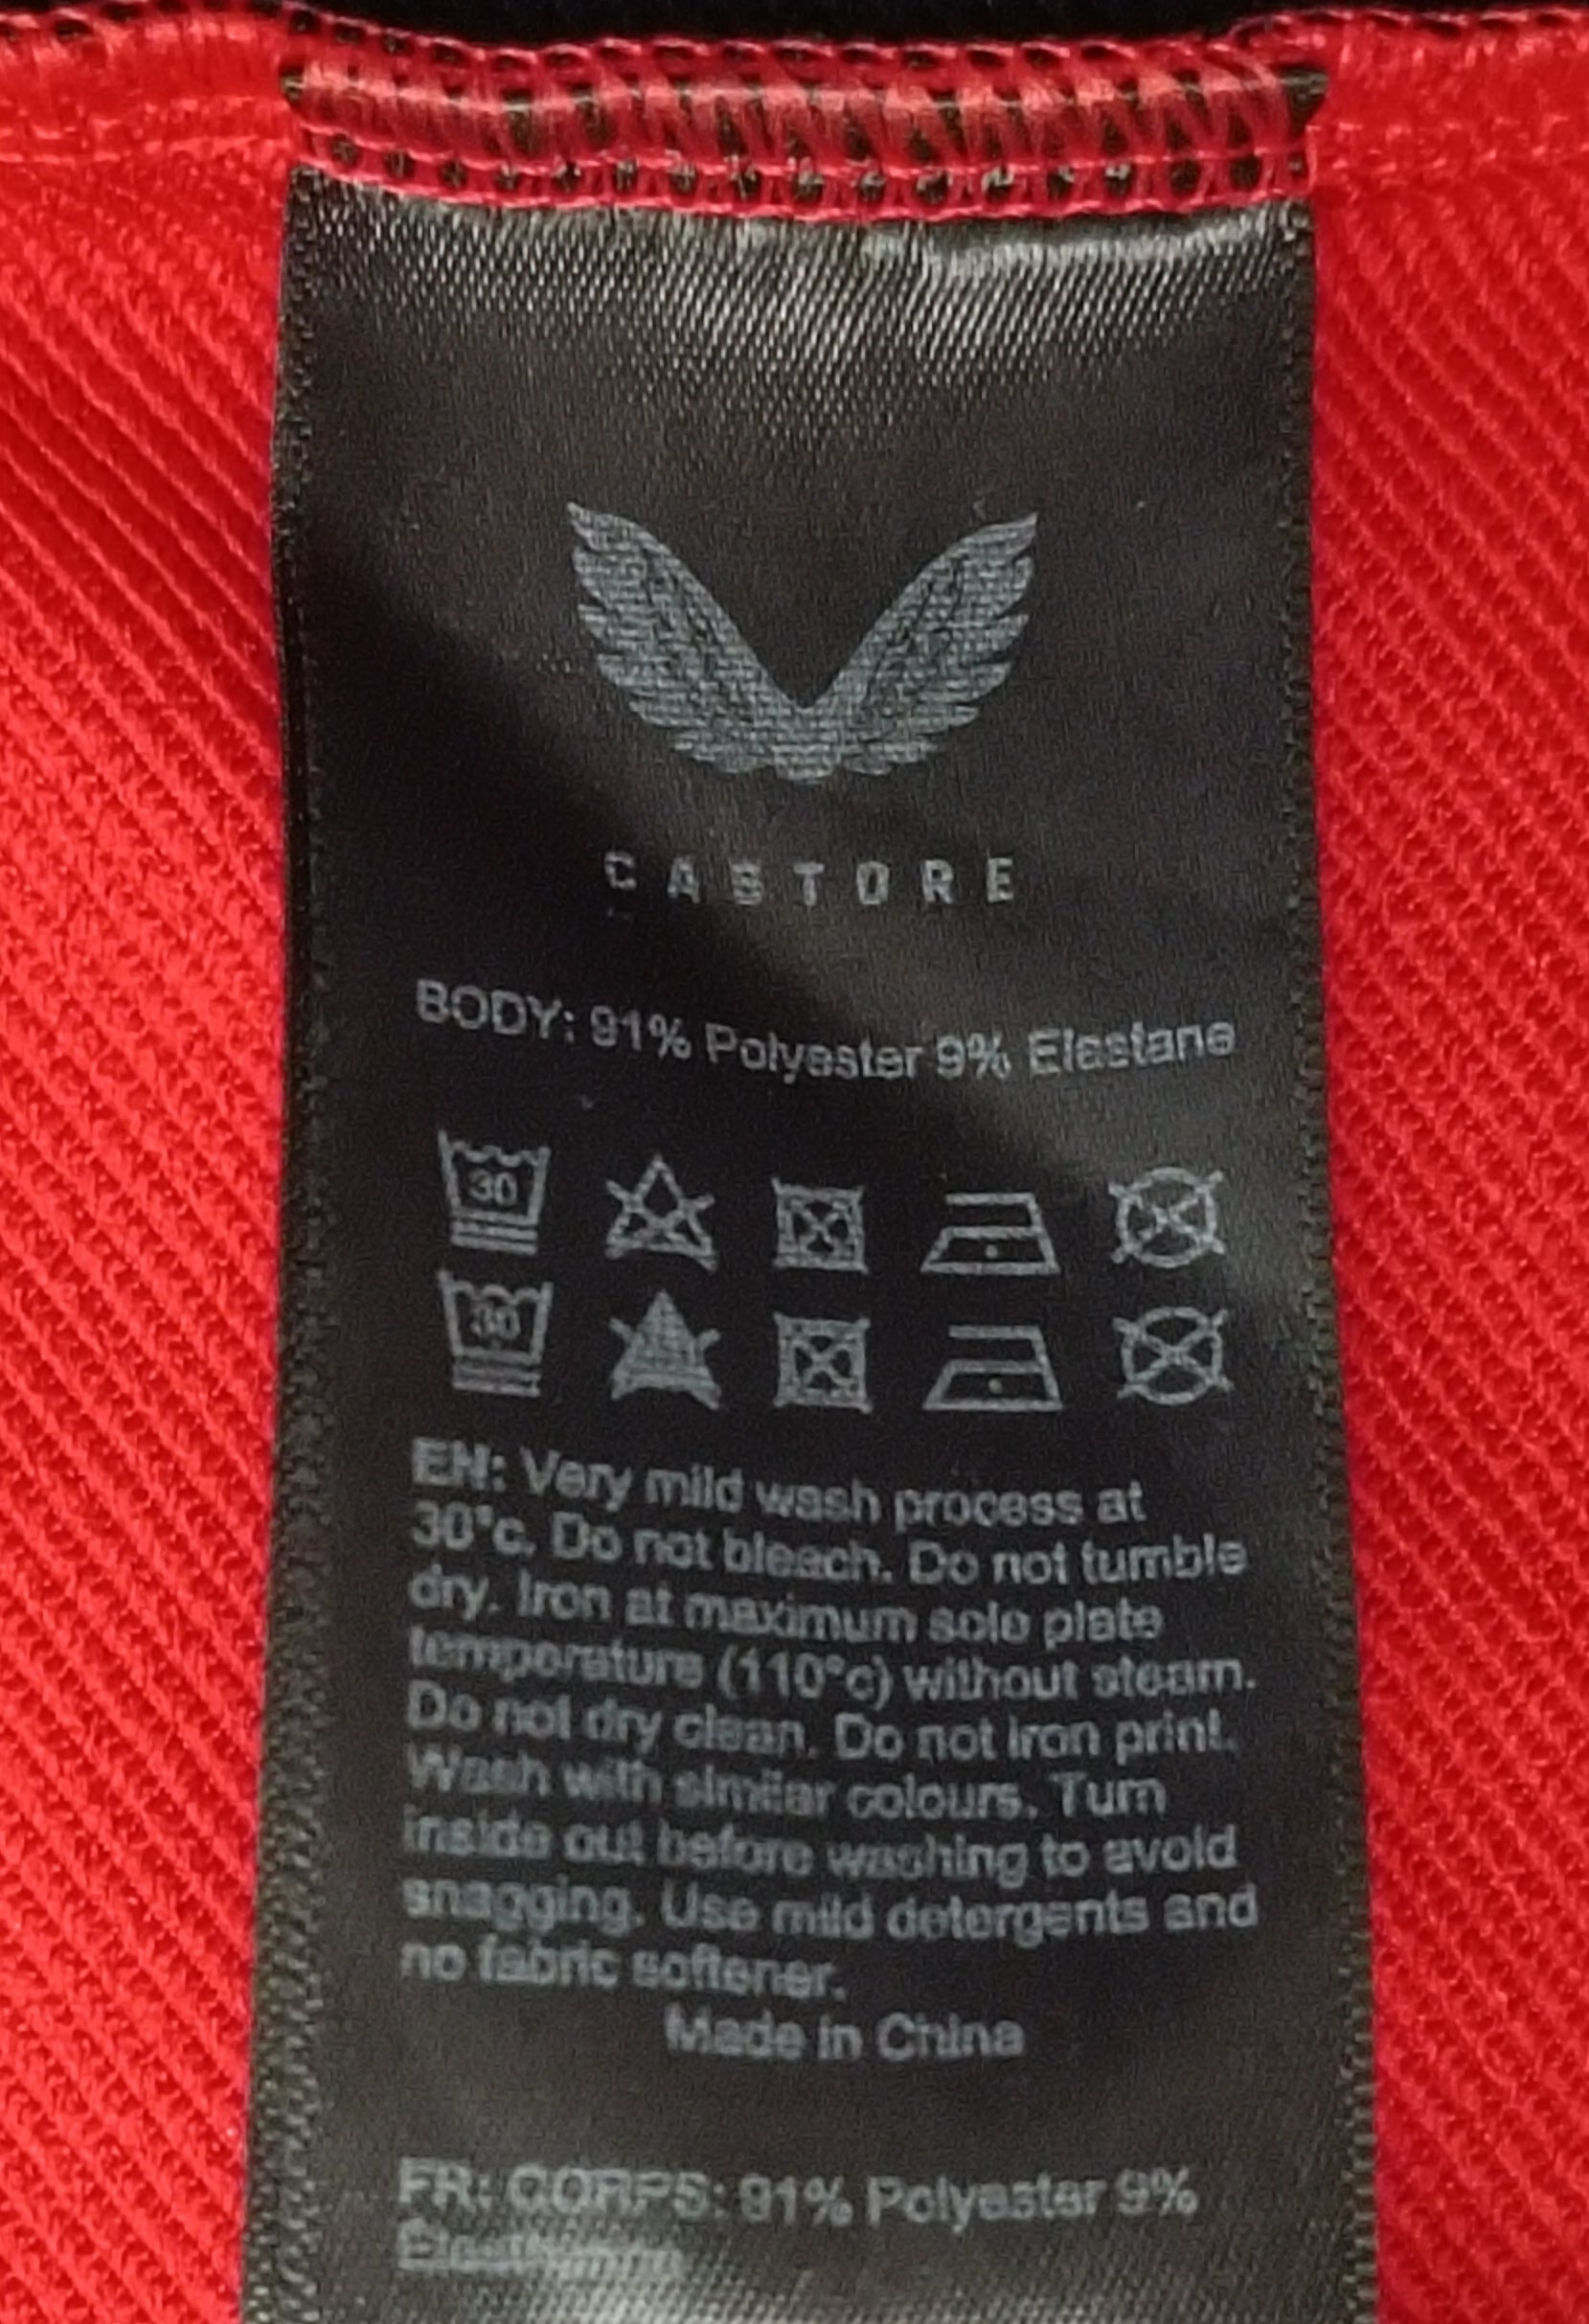 CASTORE
BODY: 91% Polyester 9% Elastane
30
30
EN: Very mild wash process at
30°c. Do not bleach. Do not tumble
dry. Iron at maximum sole plate
temperature (110°c) without steam.
Do not dry clean. Do not iron print.
Wash with similar colours. Turn
inside out before washing to avoid
snagging. Use mild detergents and
no fabric softener.
Made in China
FR: CORPS: 91% Polyester 9%